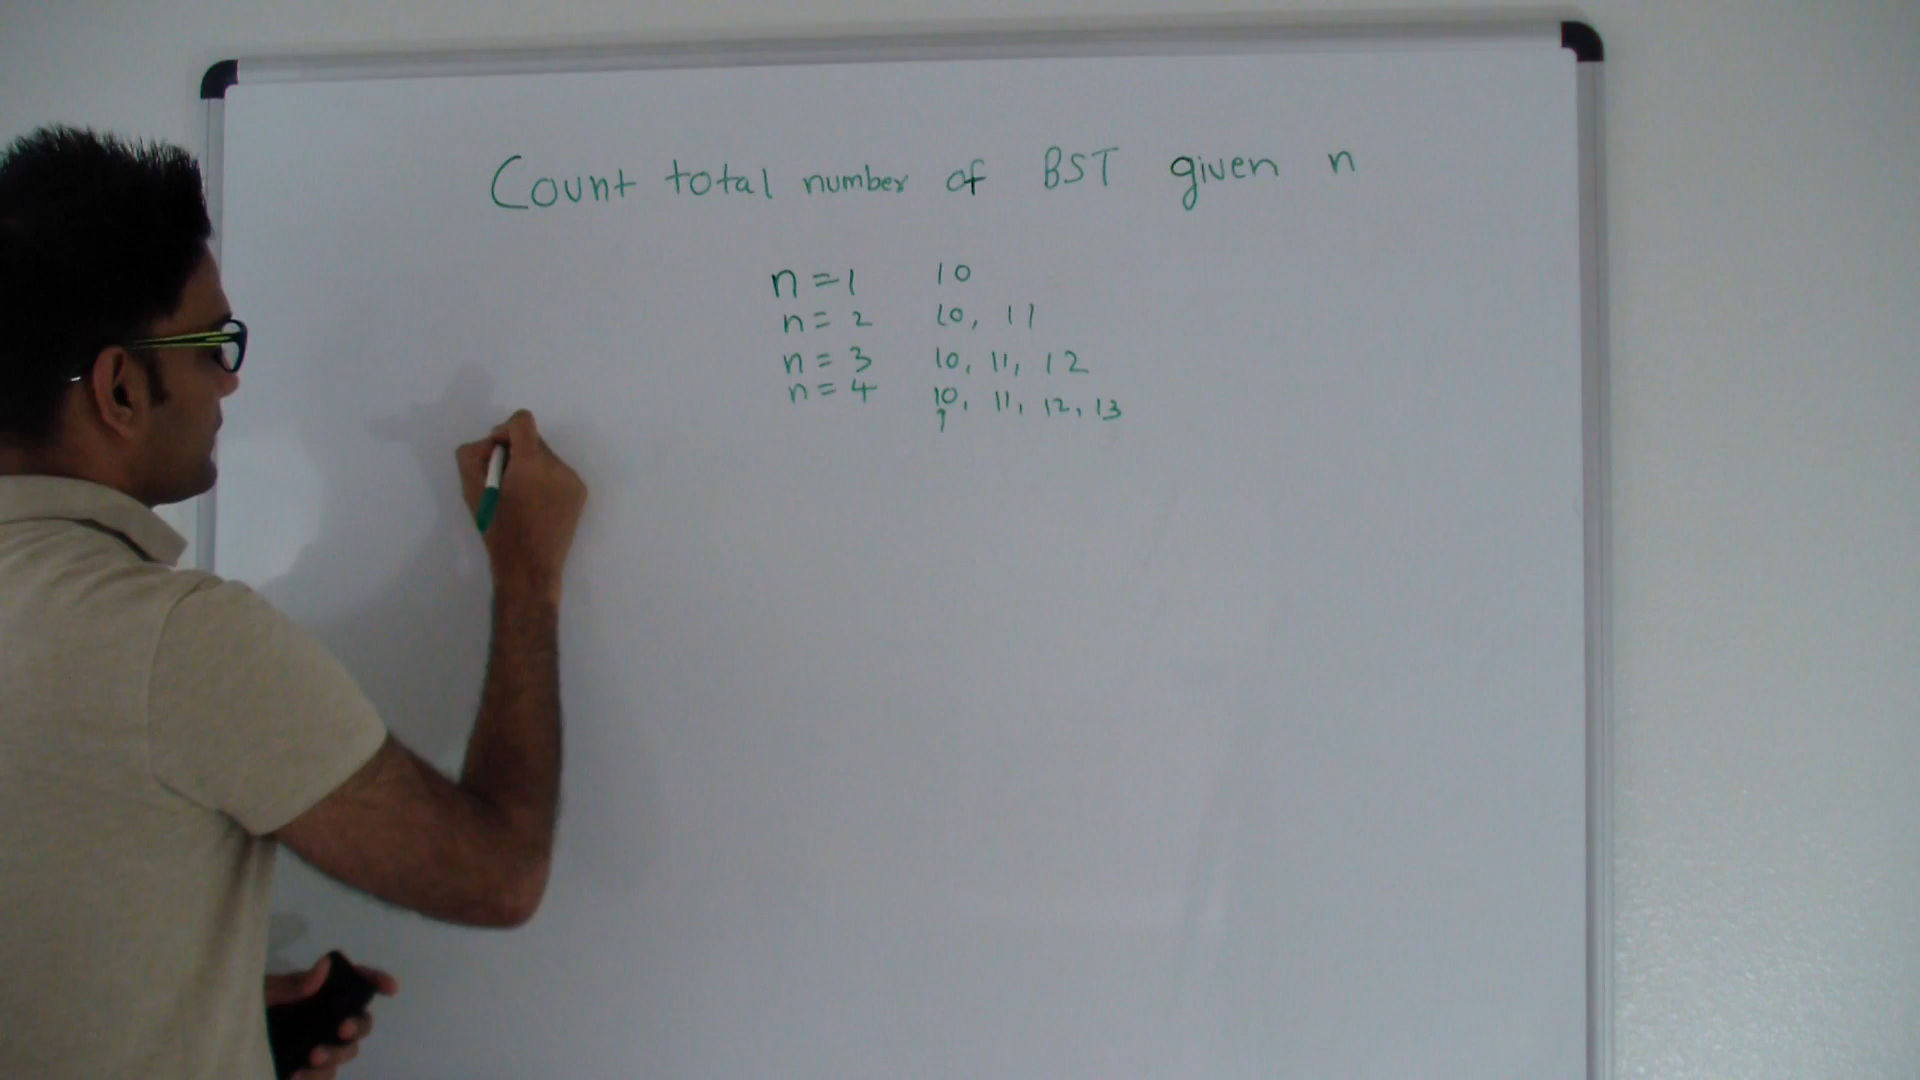 Count total number of BST given n
n = 1 10
n = 2 10, 11
n = 3 10, 11, 12
n = 4 10, 11, 12, 13